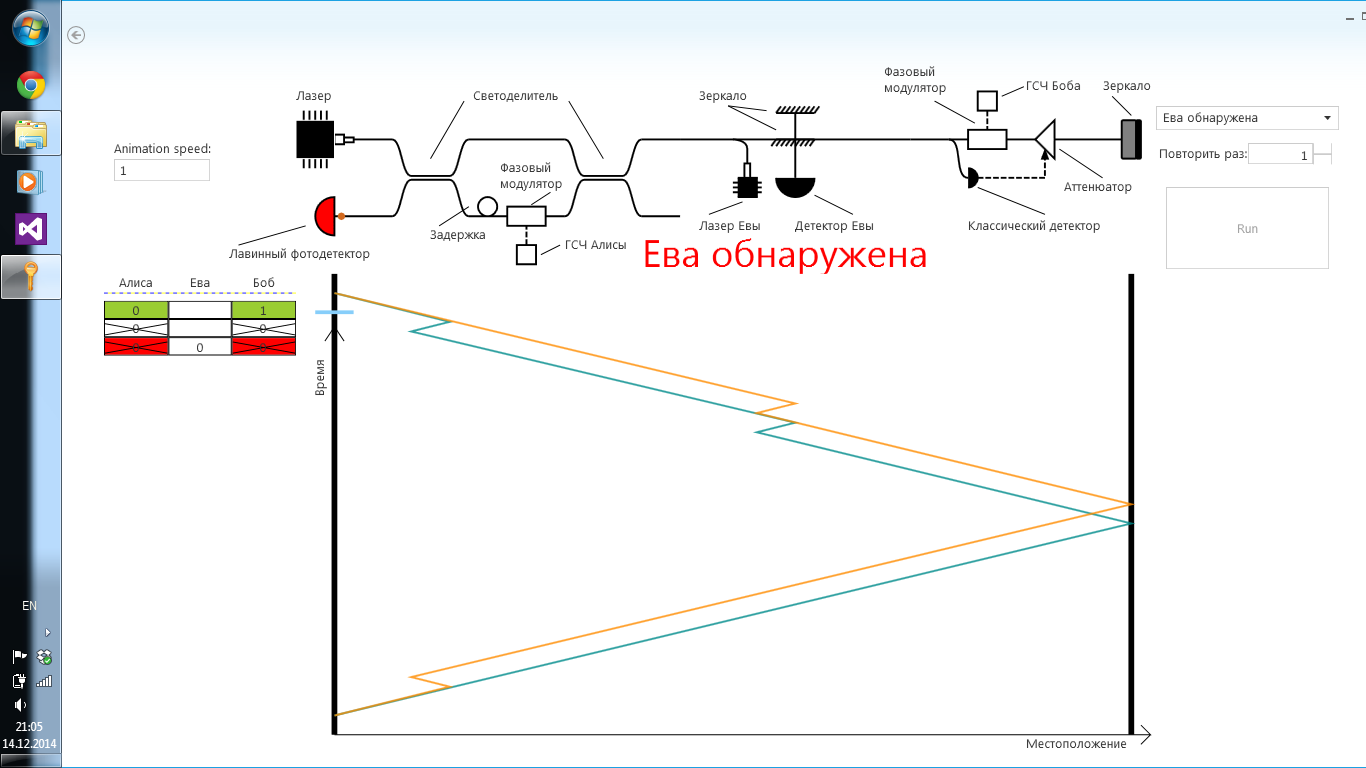 Фазовый
модулятор
ГСЧ Боба
Зеркало
Лазер
Светоделитель
Зеркало
Ева обнаружена
Animation speed:
1
Повторить раз:
1
Фазовый
модулятор
Аттенюатор
Задержка
Лазер Евы
Детектор Евы
Классический детектор
Run
ГСЧ Алисы
Лавинный фотодетектор
Ева обнаружена
Алиса
Ева
Боб
0
1
0
0
0
0
0
Время
Местоположение
EN
21:05
14.12.2014